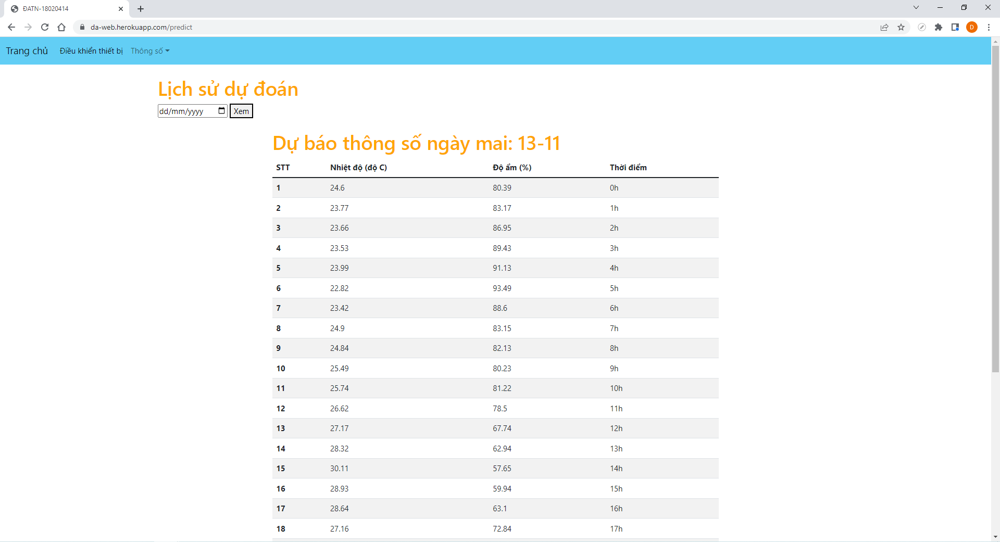 ĐATN-18020414
da-web.herokuapp.com/predict
D
Trang chủ Điều khiển thiết bị Thông số
Lịch sử dự đoán
dd/mm/yyyy Xem
Dự báo thông số ngày mai: 13-11
STT Nhiệt độ (độ C) Độ ẩm (%) Thời điểm
1 24.6 80.39 0h
2 23.77 83.17 1h
3 23.66 86.95 2h
4 23.53 89.43 3h
5 23.99 91.13 4h
6 22.82 93.49 5h
7 23.42 88.6 6h
8 24.9 83.15 7h
9 24.84 82.13 8h
10 25.49 80.23 9h
11 25.74 81.22 10h
12 26.62 78.5 11h
13 27.17 67.74 12h
14 28.32 62.94 13h
15 30.11 57.65 14h
16 28.93 59.94 15h
17 28.64 63.1 16h
18 27.16 72.84 17h